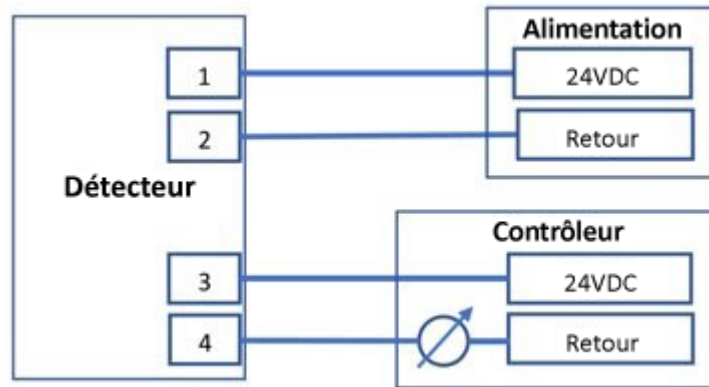 Alimentation
1
24VDC
2
Retour
Détecteur
Contrôleur
3
24VDC
4
Retour